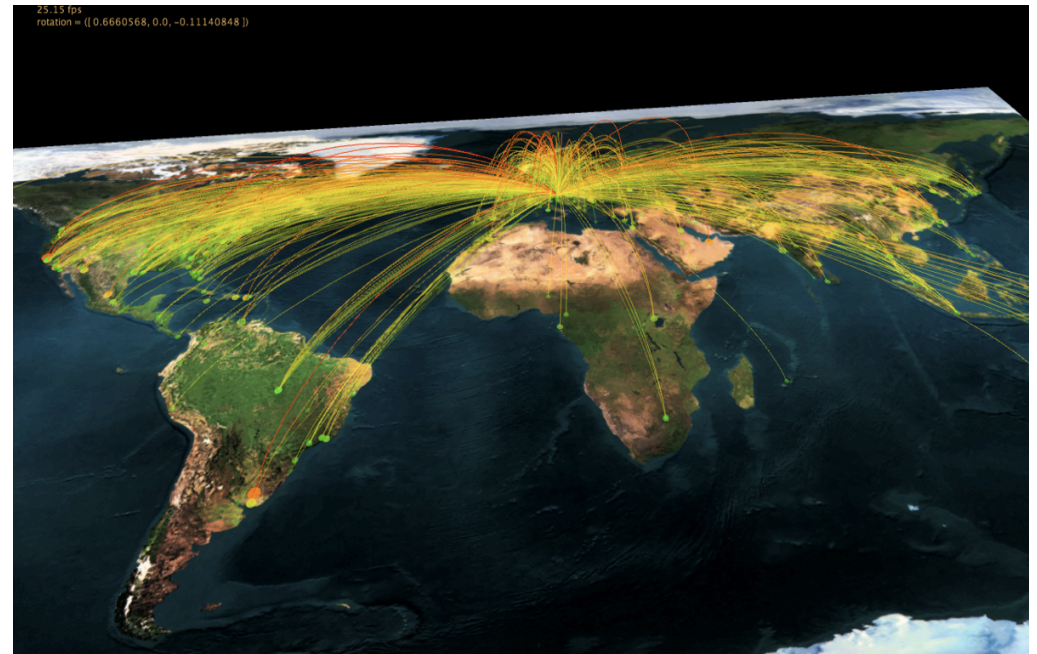 25.15 fps
rotation = ([ 0.6660568, 0.0, -0.11140848 ])